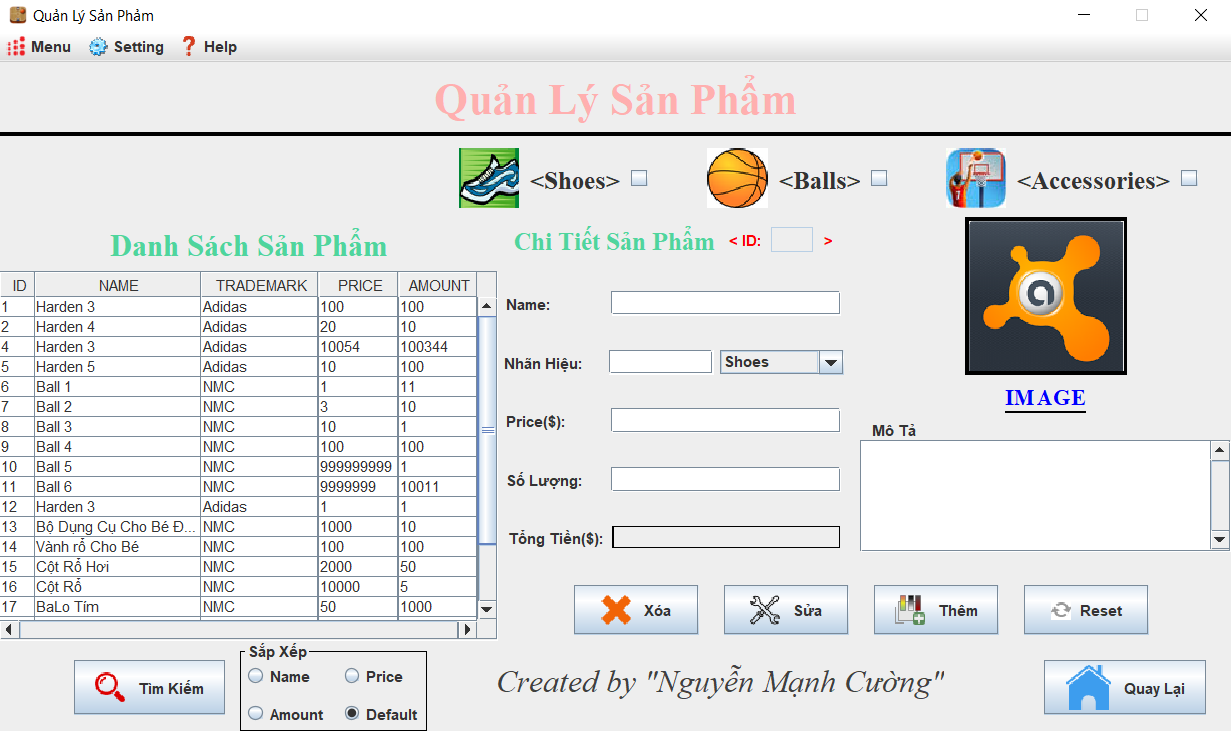 Quản Lý Sản Phẩm
Menu Setting Help
Quản Lý Sản Phẩm
<Shoes> <Balls> <Accessories>
Danh Sách Sản Phẩm
Chi Tiết Sản Phẩm < ID: >
ID NAME TRADEMARK PRICE AMOUNT
1 Harden 3 Adidas 100 100
2 Harden 4 Adidas 20 10
4 Harden 3 Adidas 10054 100344
5 Harden 5 Adidas 10 100
6 Ball 1 NMC 1 11
7 Ball 2 NMC 3 10
8 Ball 3 NMC 10 1
9 Ball 4 NMC 100 100
10 Ball 5 NMC 999999999 1
11 Ball 6 NMC 9999999 10011
12 Harden 3 Adidas 1 1
13 Bộ Dụng Cụ Cho Bé Đ... NMC 1000 10
14 Vành rổ Cho Bé NMC 100 100
15 Cột Rổ Hơi NMC 2000 50
16 Cột Rổ NMC 10000 5
17 BaLo Tím NMC 50 1000
Name:
Nhãn Hiệu: Shoes
Price($):
Số Lượng:
Tổng Tiền($):
IMAGE
Mô Tả
Xóa Sửa Thêm Reset
Tìm Kiếm
Sắp Xếp
Name Price
Amount Default
Created by "Nguyễn Mạnh Cường"
Quay Lại